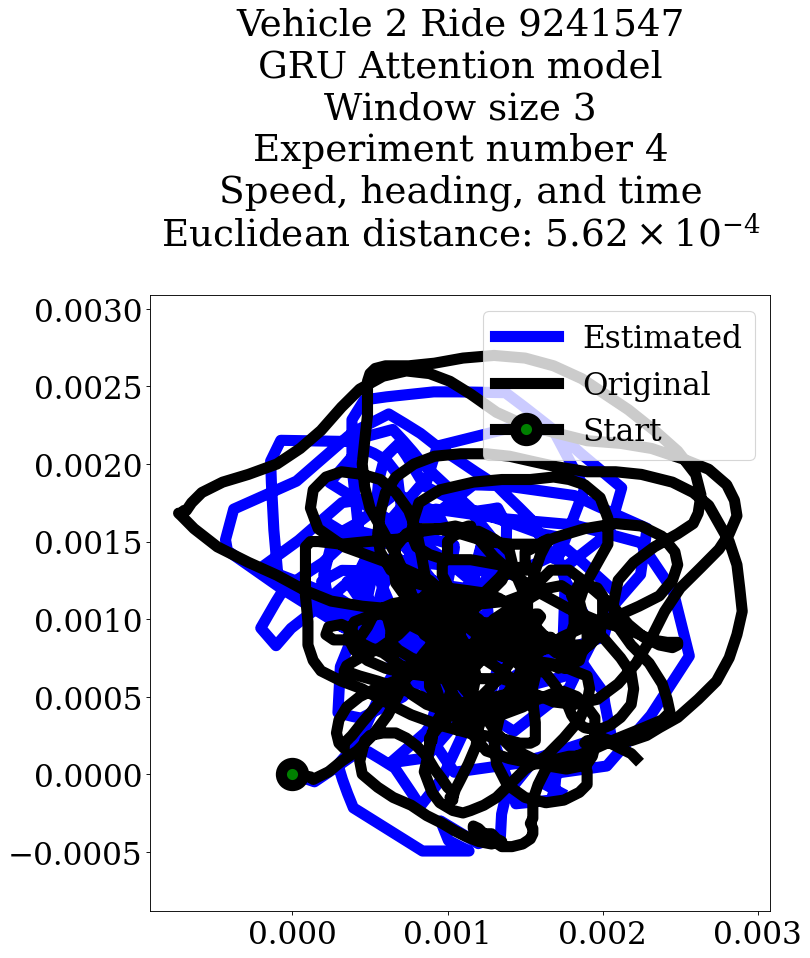 Vehicle 2 Ride 9241547
GRU Attention model
Window size 3
Experiment number 4
Speed, heading, and time
Euclidean distance: 5.62 × 10⁻⁴
0.0030
0.0025
0.0020
0.0015
0.0010
0.0005
0.0000
−0.0005
Estimated
Original
Start
0.000 0.001 0.002 0.003